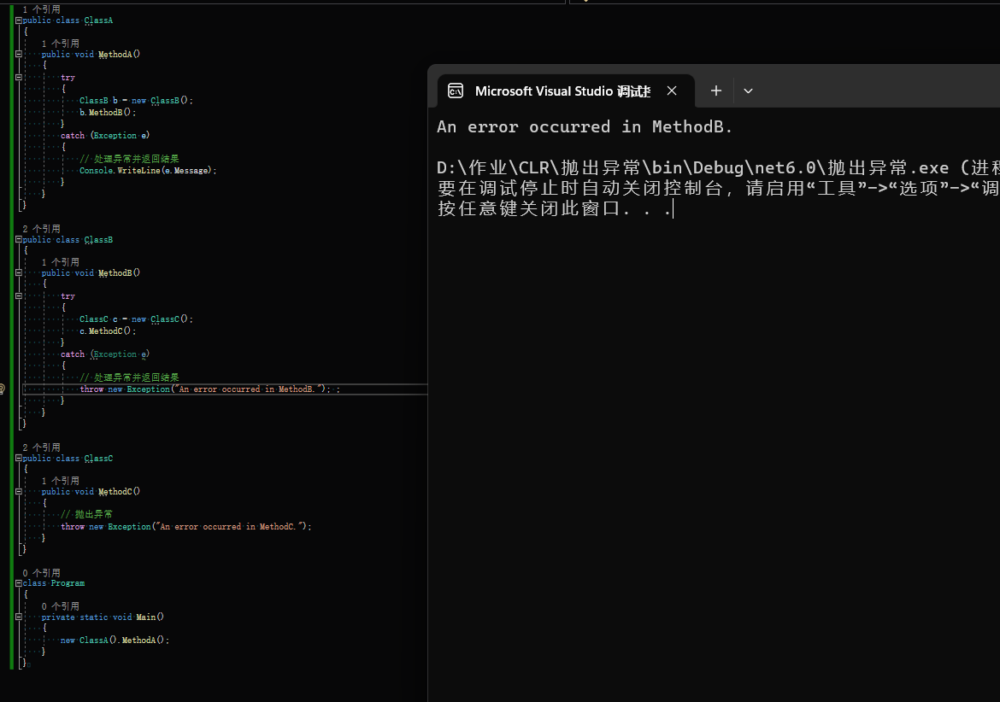 1 个引用
public class ClassA
{
1 个引用
public void MethodA()
{
try
{
ClassB b = new ClassB();
b.MethodB();
}
catch (Exception e)
{
// 处理异常并返回结果
Console.WriteLine(e.Message);
}
}
}
2 个引用
public class ClassB
{
1 个引用
public void MethodB()
{
try
{
ClassC c = new ClassC();
c.MethodC();
}
catch (Exception e)
{
// 处理异常并返回结果
throw new Exception("An error occurred in MethodB."); ;
}
}
}
2 个引用
public class ClassC
{
1 个引用
public void MethodC()
{
// 抛出异常
throw new Exception("An error occurred in MethodC.");
}
}
0 个引用
class Program
{
0 个引用
private static void Main()
{
new ClassA().MethodA();
}
}
Microsoft Visual Studio 调试
An error occurred in MethodB.
D:\作业\CLR\抛出异常\bin\Debug\net6.0\抛出异常.exe (进程
要在调试停止时自动关闭控制台，请启用“工具”->“选项”->“调
按任意键关闭此窗口. . .